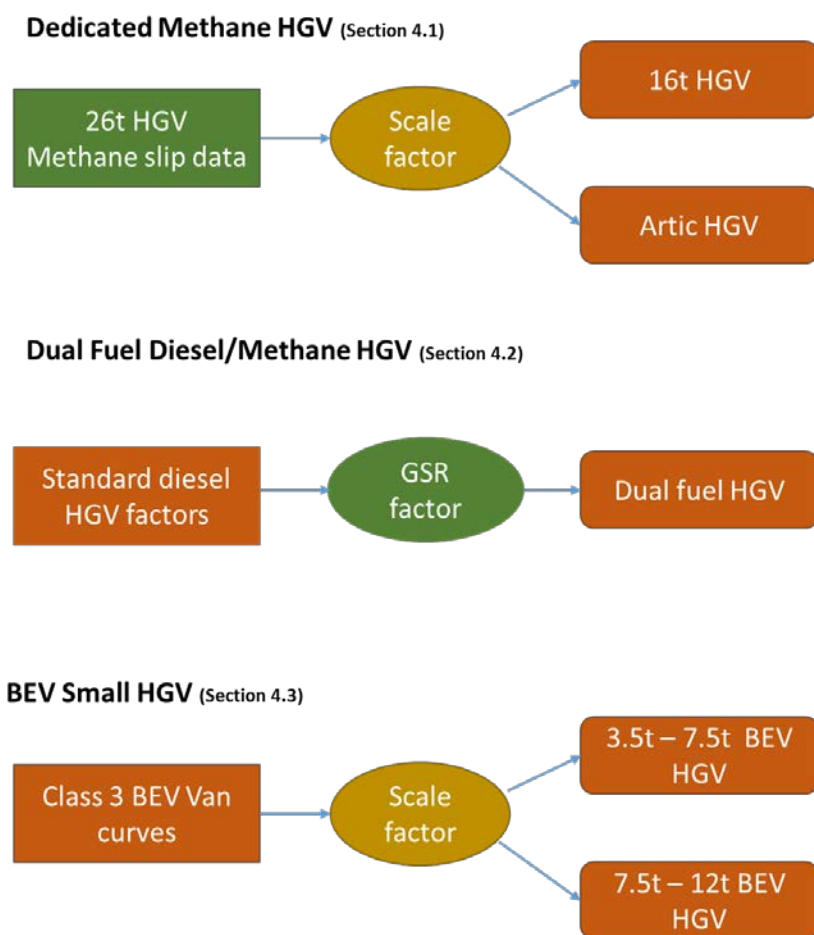 Dedicated Methane HGV (Section 4.1)
26t HGV
Methane slip data
Scale
factor
16t HGV
Artic HGV
Dual Fuel Diesel/Methane HGV (Section 4.2)
Standard diesel
HGV factors
GSR
factor
Dual fuel HGV
BEV Small HGV (Section 4.3)
Class 3 BEV Van
curves
Scale
factor
3.5t – 7.5t BEV
HGV
7.5t – 12t BEV
HGV